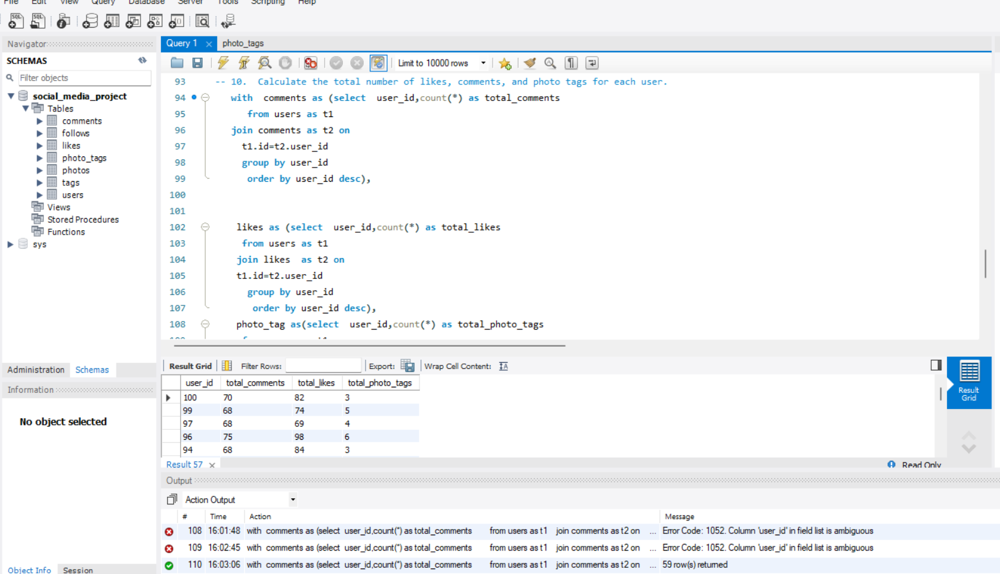 File Edit View Query Database Server Tools Scripting Help
Navigator
SCHEMAS
Filter objects
social_media_project
Tables
comments
follows
likes
photo_tags
photos
tags
users
Views
Stored Procedures
Functions
sys
Administration Schemas
Information
No object selected
Object Info Session
Query 1 photo_tags
Limit to 10000 rows
93 -- 10.  Calculate the total number of likes, comments, and photo tags for each user.
94 with  comments as (select  user_id,count(*) as total_comments
95 from users as t1
96 join comments as t2 on
97 t1.id=t2.user_id
98 group by user_id
99 order by user_id desc),
100
101
102 likes as (select  user_id,count(*) as total_likes
103 from users as t1
104 join likes  as t2 on
105 t1.id=t2.user_id
106 group by user_id
107 order by user_id desc),
108 photo_tag as(select  user_id,count(*) as total_photo_tags
Result Grid Filter Rows: Export: Wrap Cell Content:
user_id total_comments total_likes total_photo_tags
100 70 82 3
99 68 74 5
97 68 69 4
96 75 98 6
94 68 84 3
Result Grid
Result 57 Read Only
Output
Action Output
# Time Action Message
108 16:01:48 with  comments as (select  user_id,count(*) as total_comments from users as t1 join comments as t2 on ... Error Code: 1052. Column 'user_id' in field list is ambiguous
109 16:02:45 with  comments as (select  user_id,count(*) as total_comments from users as t1 join comments as t2 on ... Error Code: 1052. Column 'user_id' in field list is ambiguous
110 16:03:06 with  comments as (select  user_id,count(*) as total_comments from users as t1 join comments as t2 on ... 59 row(s) returned